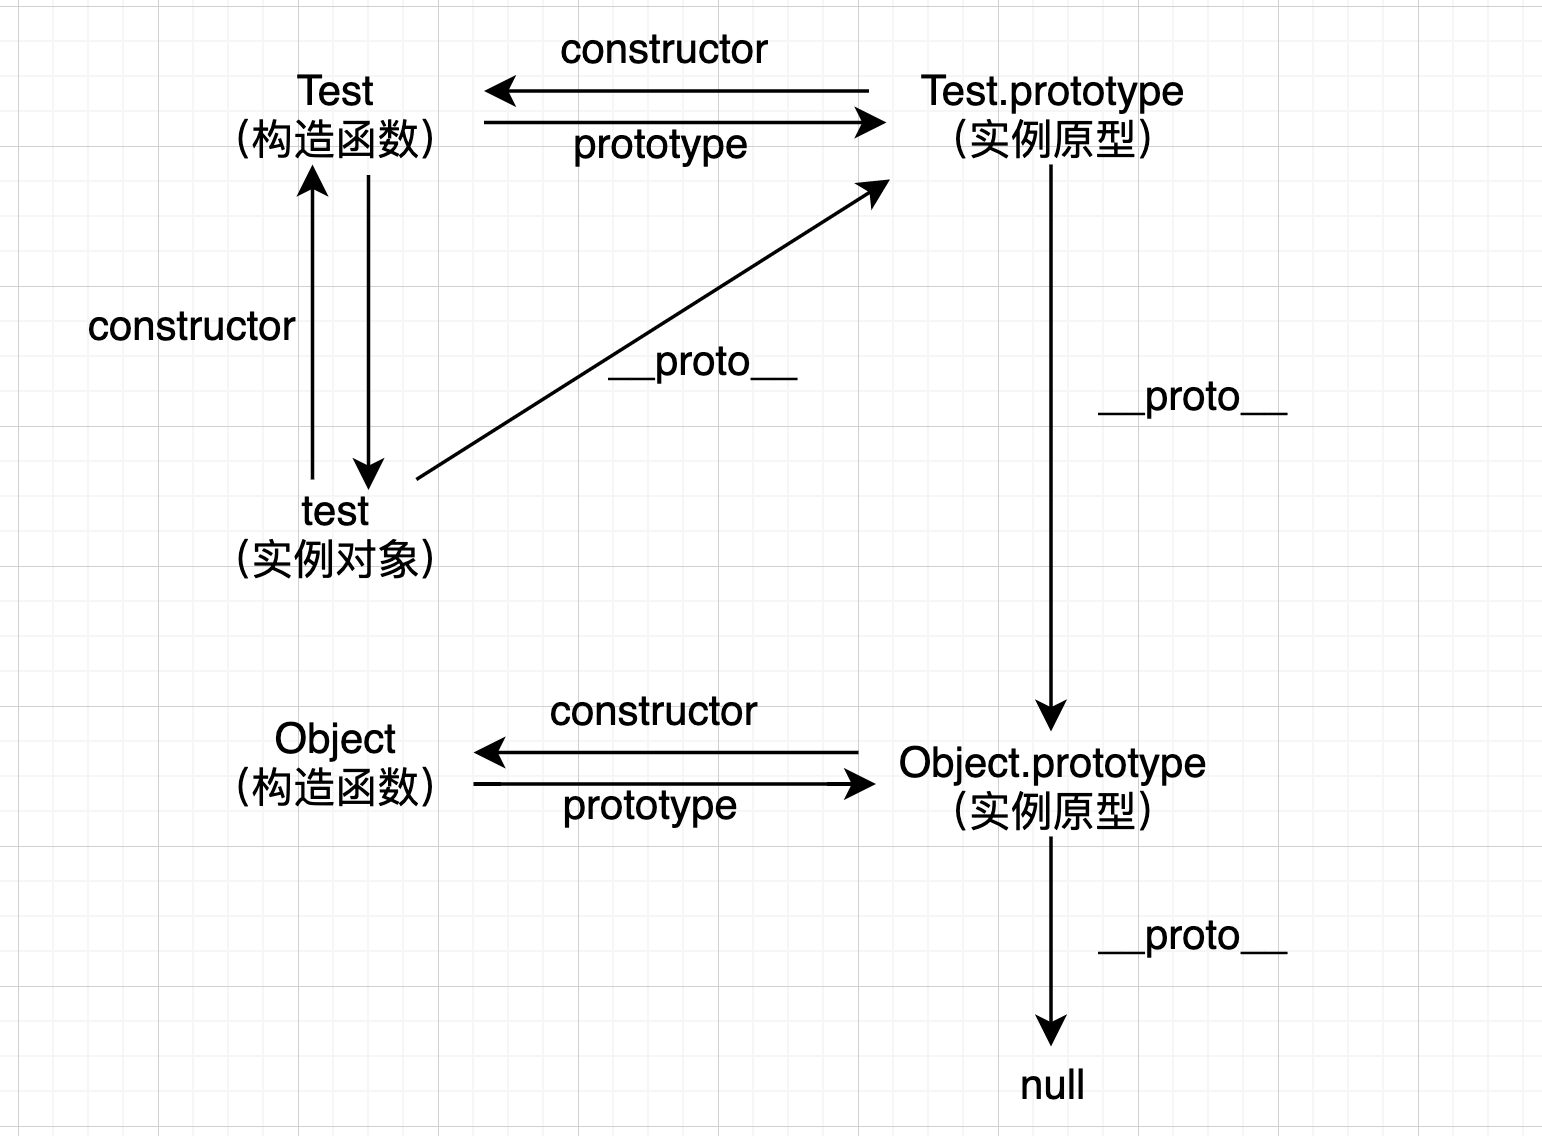 constructor
Test
(构造函数)
Test.prototype
(实例原型)
prototype
constructor
__proto__
__proto__
test
(实例对象)
constructor
Object
(构造函数)
Object.prototype
(实例原型)
prototype
__proto__
null